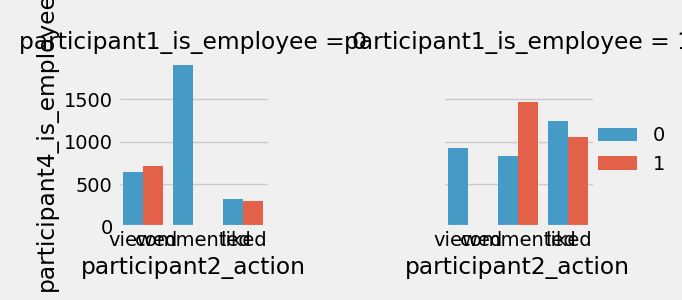 participant1_is_employee = 0
participant1_is_employee = 1
participant4_is_employee
1500
1000
500
0
viewed
commented
liked
viewed
commented
liked
participant2_action
participant2_action
0
1